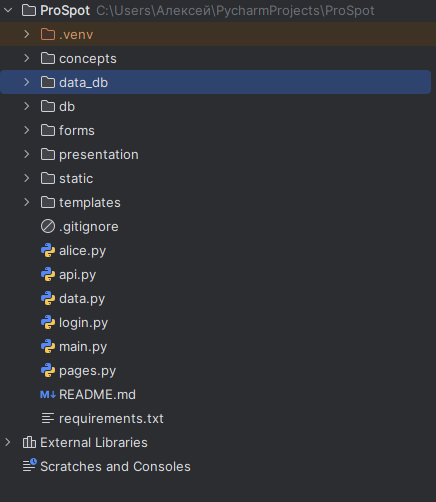 ProSpot C:\Users\Алексей\PycharmProjects\ProSpot
.venv
concepts
data_db
db
forms
presentation
static
templates
.gitignore
alice.py
api.py
data.py
login.py
main.py
pages.py
M↓ README.md
requirements.txt
External Libraries
Scratches and Consoles